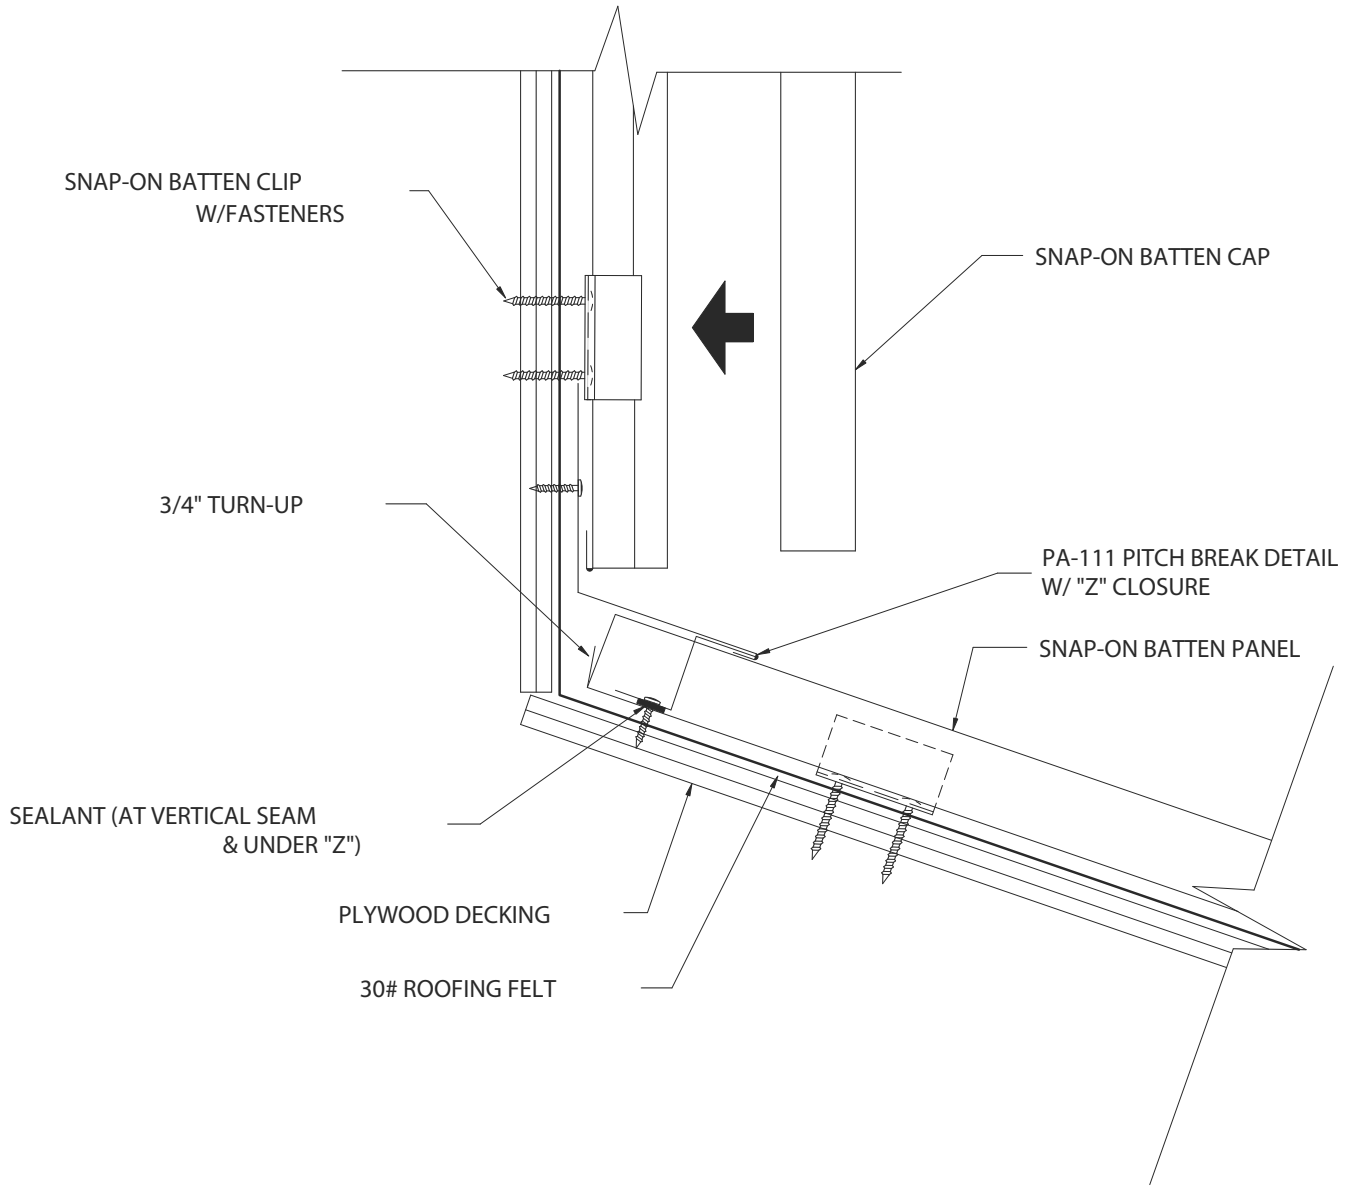 SNAP-ON BATTEN CLIP
W/FASTENERS
SNAP-ON BATTEN CAP
3/4" TURN-UP
PA-111 PITCH BREAK DETAIL
W/ "Z" CLOSURE
SNAP-ON BATTEN PANEL
SEALANT (AT VERTICAL SEAM
& UNDER "Z")
PLYWOOD DECKING
30# ROOFING FELT